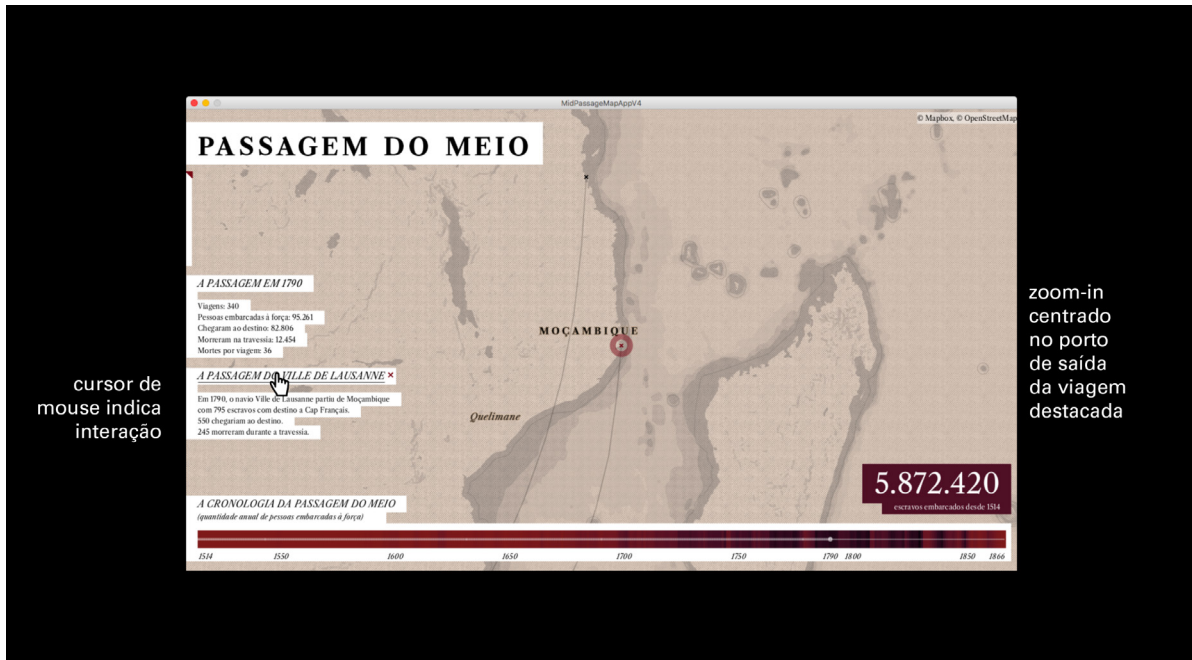 MidPassageMapAppV4
© Mapbox, © OpenStreetMap
PASSAGEM DO MEIO
A PASSAGEM EM 1790
Viagens: 340
Pessoas embarcadas à força: 95.261
Chegaram ao destino: 82.806
Morreram na travessia: 12.454
Mortes por viagem: 36
A PASSAGEM DO VILLE DE LAUSANNE ×
Em 1790, o navio Ville de Lausanne partiu de Moçambique
com 795 escravos com destino a Cap Français.
550 chegariam ao destino.
245 morreram durante a travessia.
cursor de
mouse indica
interação
MOÇAMBIQUE
Quelimane
zoom-in
centrado
no porto
de saída
da viagem
destacada
5.872.420
escravos embarcados desde 1514
A CRONOLOGIA DA PASSAGEM DO MEIO
(quantidade anual de pessoas embarcadas à força)
1514 1550 1600 1650 1700 1750 1790 1800 1850 1866